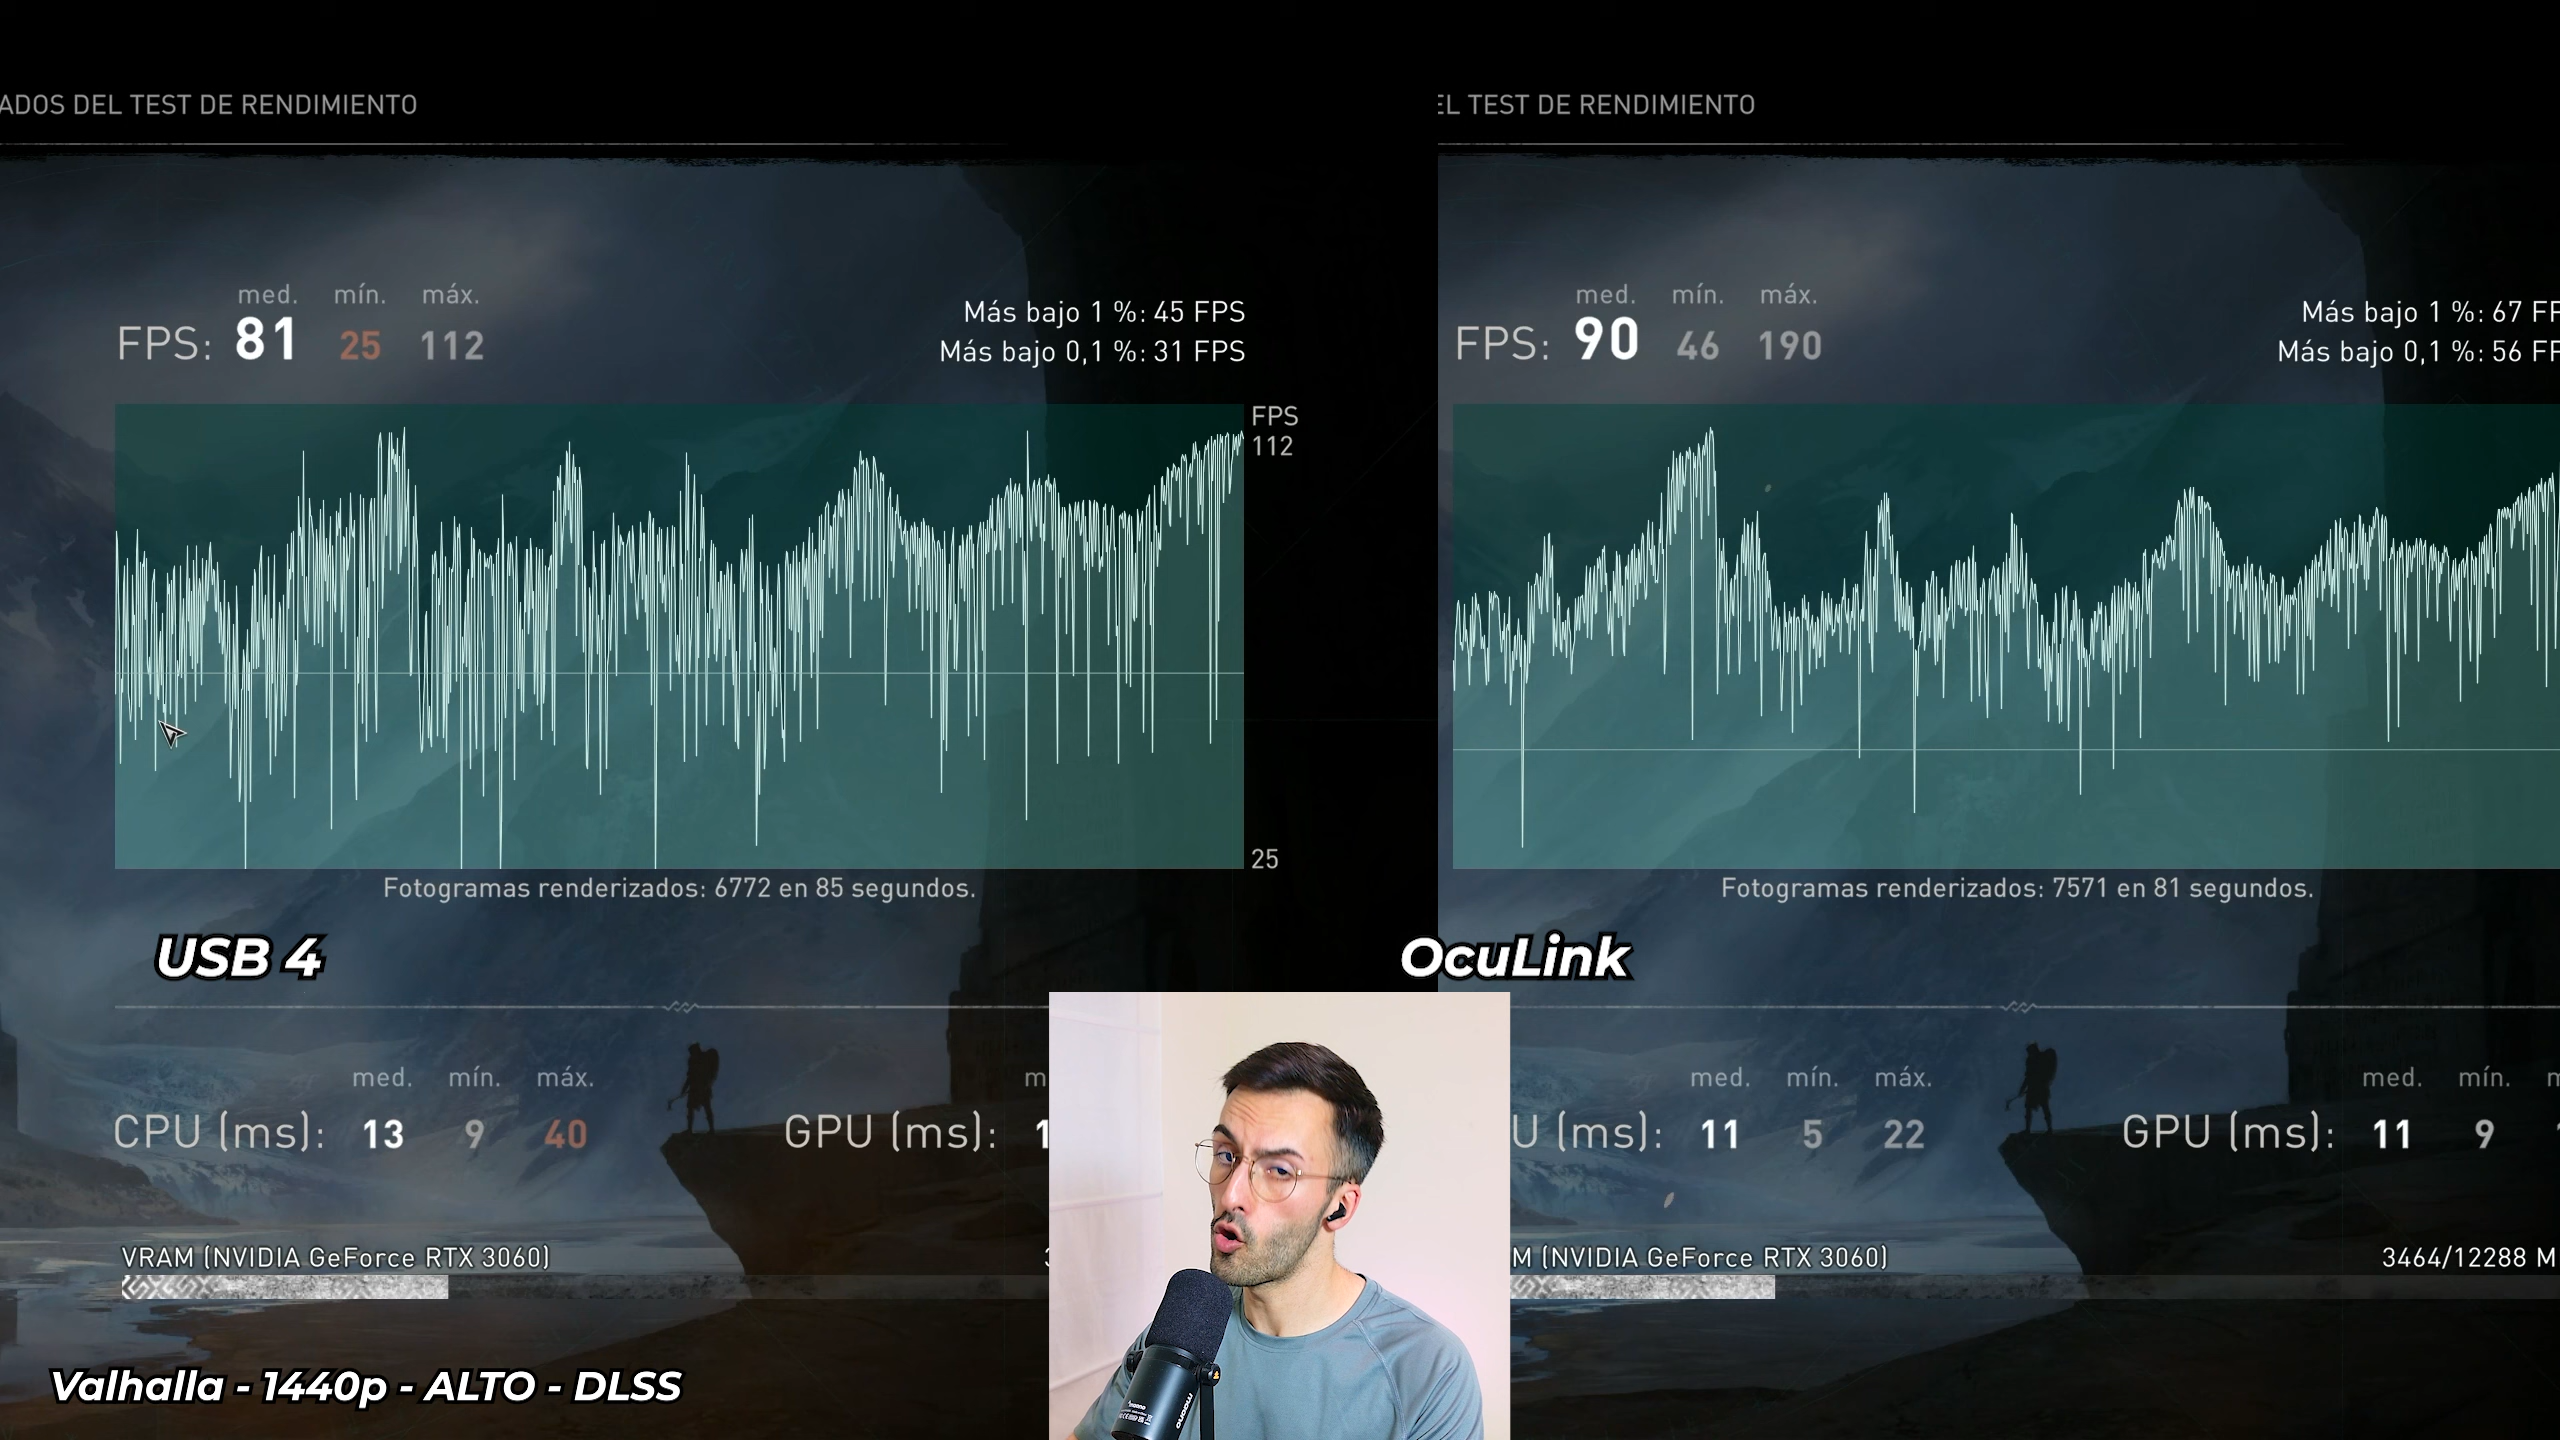 ADOS DEL TEST DE RENDIMIENTO
med. mín. máx.
FPS: 81 25 112
Más bajo 1 %: 45 FPS
Más bajo 0,1 %: 31 FPS
FPS
112
25
Fotogramas renderizados: 6772 en 85 segundos.
USB 4
med. mín. máx.
CPU (ms): 13 9 40
GPU (ms):
VRAM (NVIDIA GeForce RTX 3060)
Valhalla - 1440p - ALTO - DLSS
EL TEST DE RENDIMIENTO
med. mín. máx.
FPS: 90 46 190
Más bajo 1 %: 67 FP
Más bajo 0,1 %: 56 FP
Fotogramas renderizados: 7571 en 81 segundos.
OcuLink
med. mín. máx.
U (ms): 11 5 22
med. mín.
GPU (ms): 11 9
M (NVIDIA GeForce RTX 3060)
3464/12288 M
maono